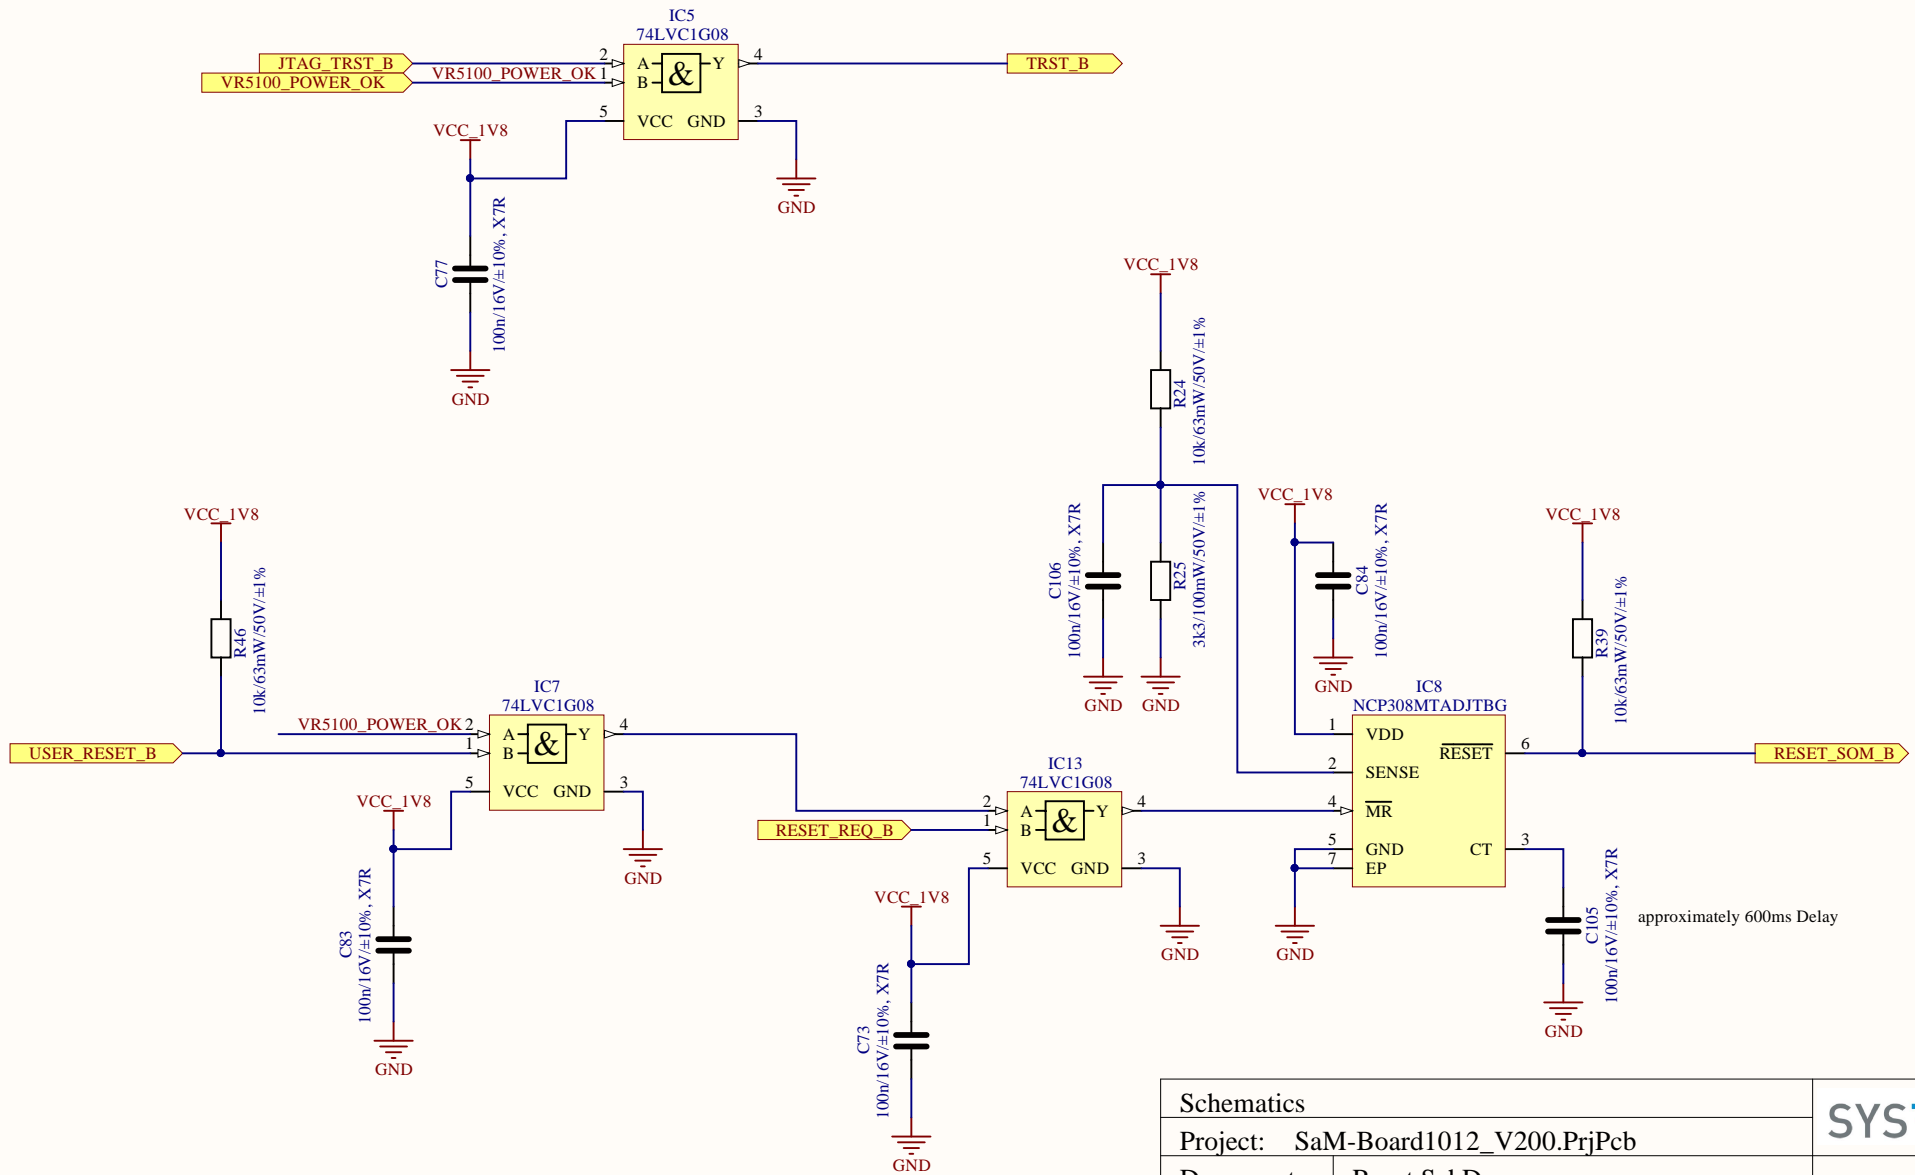 IC5
74LVC1G08
JTAG_TRST_B
VR5100_POWER_OK
VR5100_POWER_OK
2
1
A
B
&
Y
4
TRST_B
5
VCC GND
3
VCC_1V8
GND
C77
100n/16V/±10%, X7R
GND
VCC_1V8
R24
10k/63mW/50V/±1%
C106
100n/16V/±10%, X7R
GND
R25
3k3/100mW/50V/±1%
GND
VCC_1V8
C84
100n/16V/±10%, X7R
GND
VCC_1V8
R39
10k/63mW/50V/±1%
VCC_1V8
R46
10k/63mW/50V/±1%
IC7
74LVC1G08
VR5100_POWER_OK
2
USER_RESET_B
1
A
B
&
Y
4
5
VCC GND
3
GND
VCC_1V8
C83
100n/16V/±10%, X7R
GND
IC13
74LVC1G08
2
RESET_REQ_B
1
A
B
&
Y
4
5
VCC GND
3
GND
VCC_1V8
C73
100n/16V/±10%, X7R
GND
IC8
NCP308MTADJTBG
1
VDD
2
SENSE
4
MR
5
GND
7
EP
RESET
6
CT
3
RESET_SOM_B
GND
C105
100n/16V/±10%, X7R
approximately 600ms Delay
GND
Schematics
Project: SaM-Board1012_V200.PrjPcb
SYS